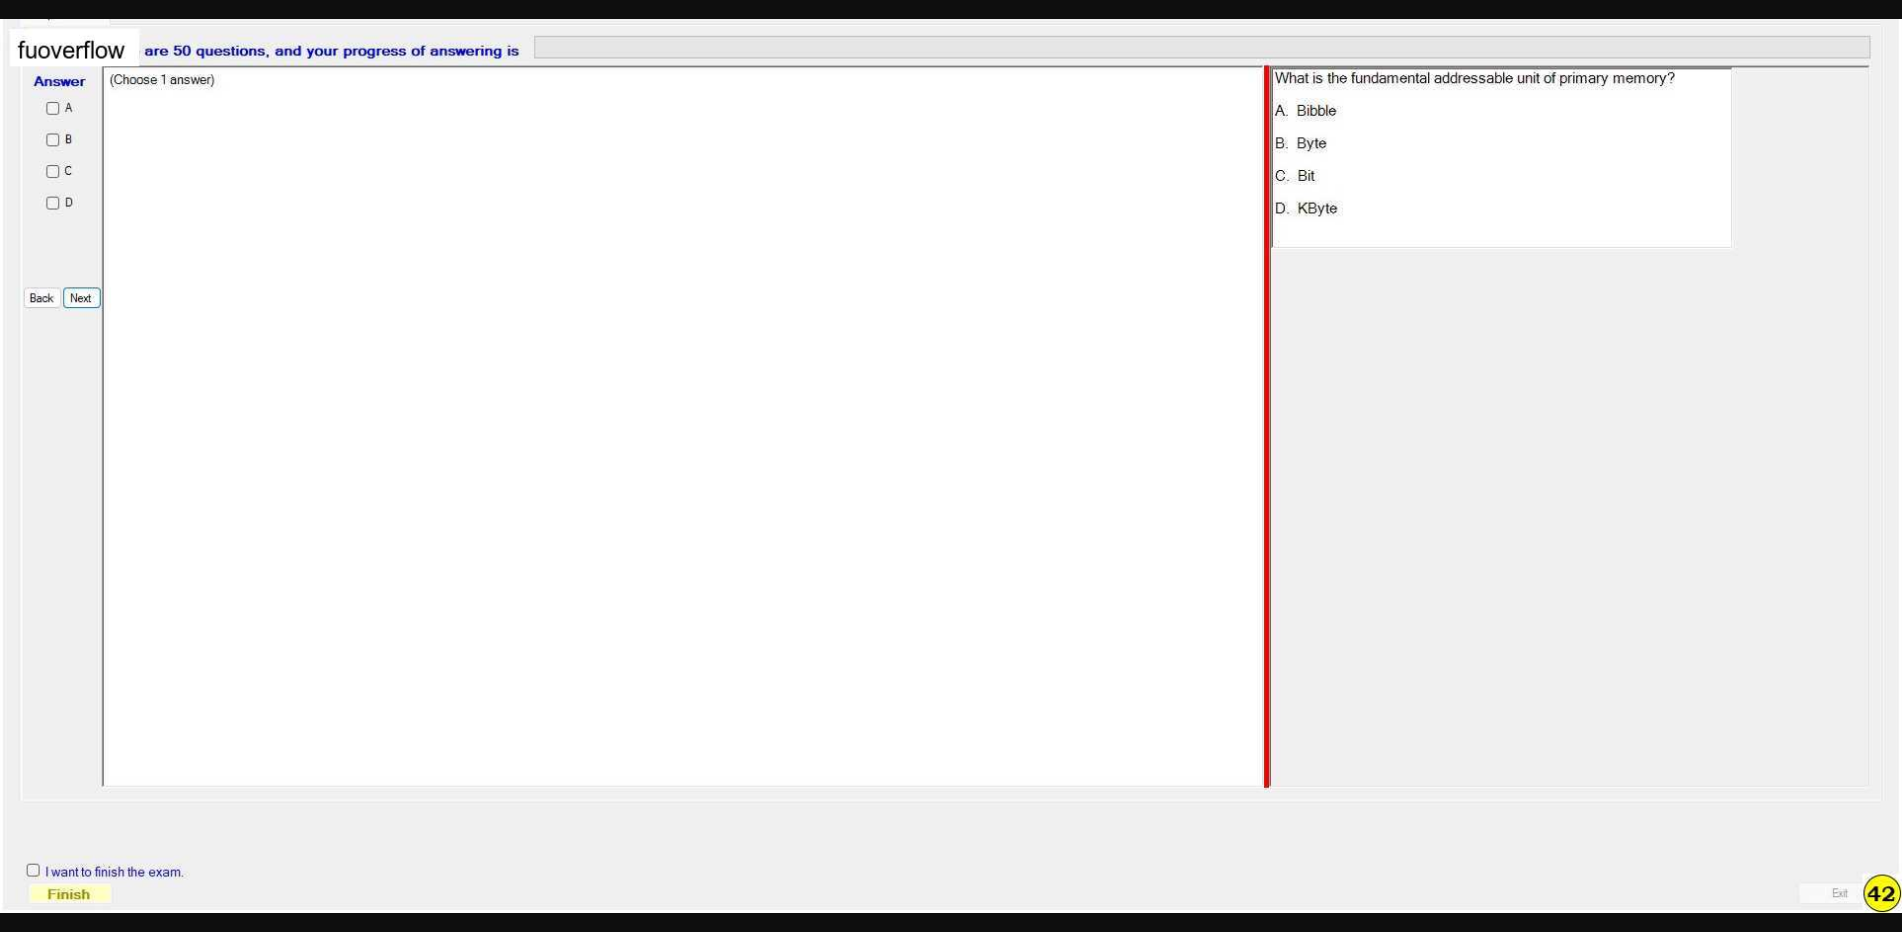 fuoverflow are 50 questions, and your progress of answering is
Answer
(Choose 1 answer)
A
B
C
D
Back Next
What is the fundamental addressable unit of primary memory?
A. Bibble
B. Byte
C. Bit
D. KByte
I want to finish the exam.
Finish
Exit 42